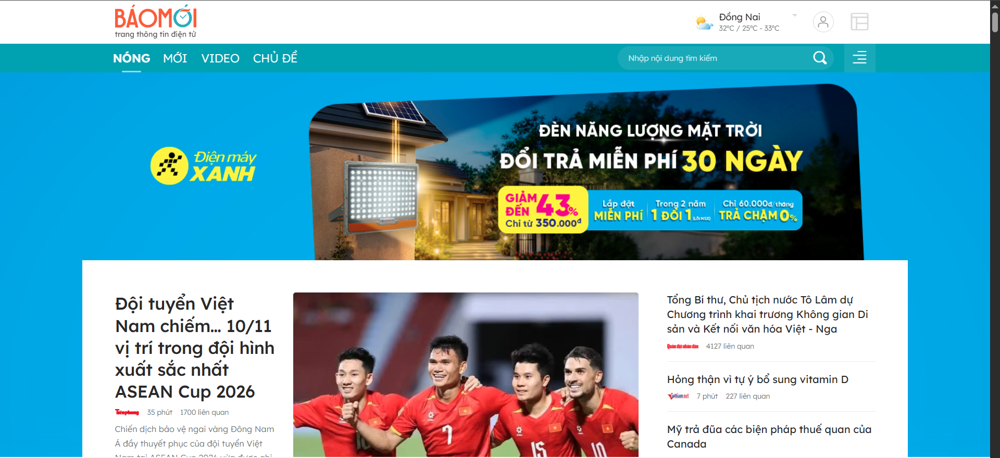 BÁOMỚI
trang thông tin điện tử
Đồng Nai
32°C / 25°C - 33°C
NÓNG
MỚI
VIDEO
CHỦ ĐỀ
Nhập nội dung tìm kiếm
Điện máy
XANH
ĐÈN NĂNG LƯỢNG MẶT TRỜI
ĐỔI TRẢ MIỄN PHÍ 30 NGÀY
GIẢM ĐẾN 43%
Chỉ từ 350.000đ
Lắp đặt
MIỄN PHÍ
Trong 2 năm
1 ĐỔI 1 (Lỗi NSX)
Chỉ 60.000đ/tháng
TRẢ CHẬM 0%
Đội tuyển Việt
Nam chiếm... 10/11
vị trí trong đội hình
xuất sắc nhất
ASEAN Cup 2026
Tiền phong 35 phút 1700 liên quan
Chiến dịch bảo vệ ngai vàng Đông Nam
Á đầy thuyết phục của đội tuyển Việt
Nam tại ASEAN Cup 2026 vừa được ghi
7
15
10
Tổng Bí thư, Chủ tịch nước Tô Lâm dự
Chương trình khai trương Không gian Di
sản và Kết nối văn hóa Việt - Nga
Quân đội nhân dân 4127 liên quan
Hỏng thận vì tự ý bổ sung vitamin D
Vietnamnet 7 phút 227 liên quan
Mỹ trả đũa các biện pháp thuế quan của
Canada